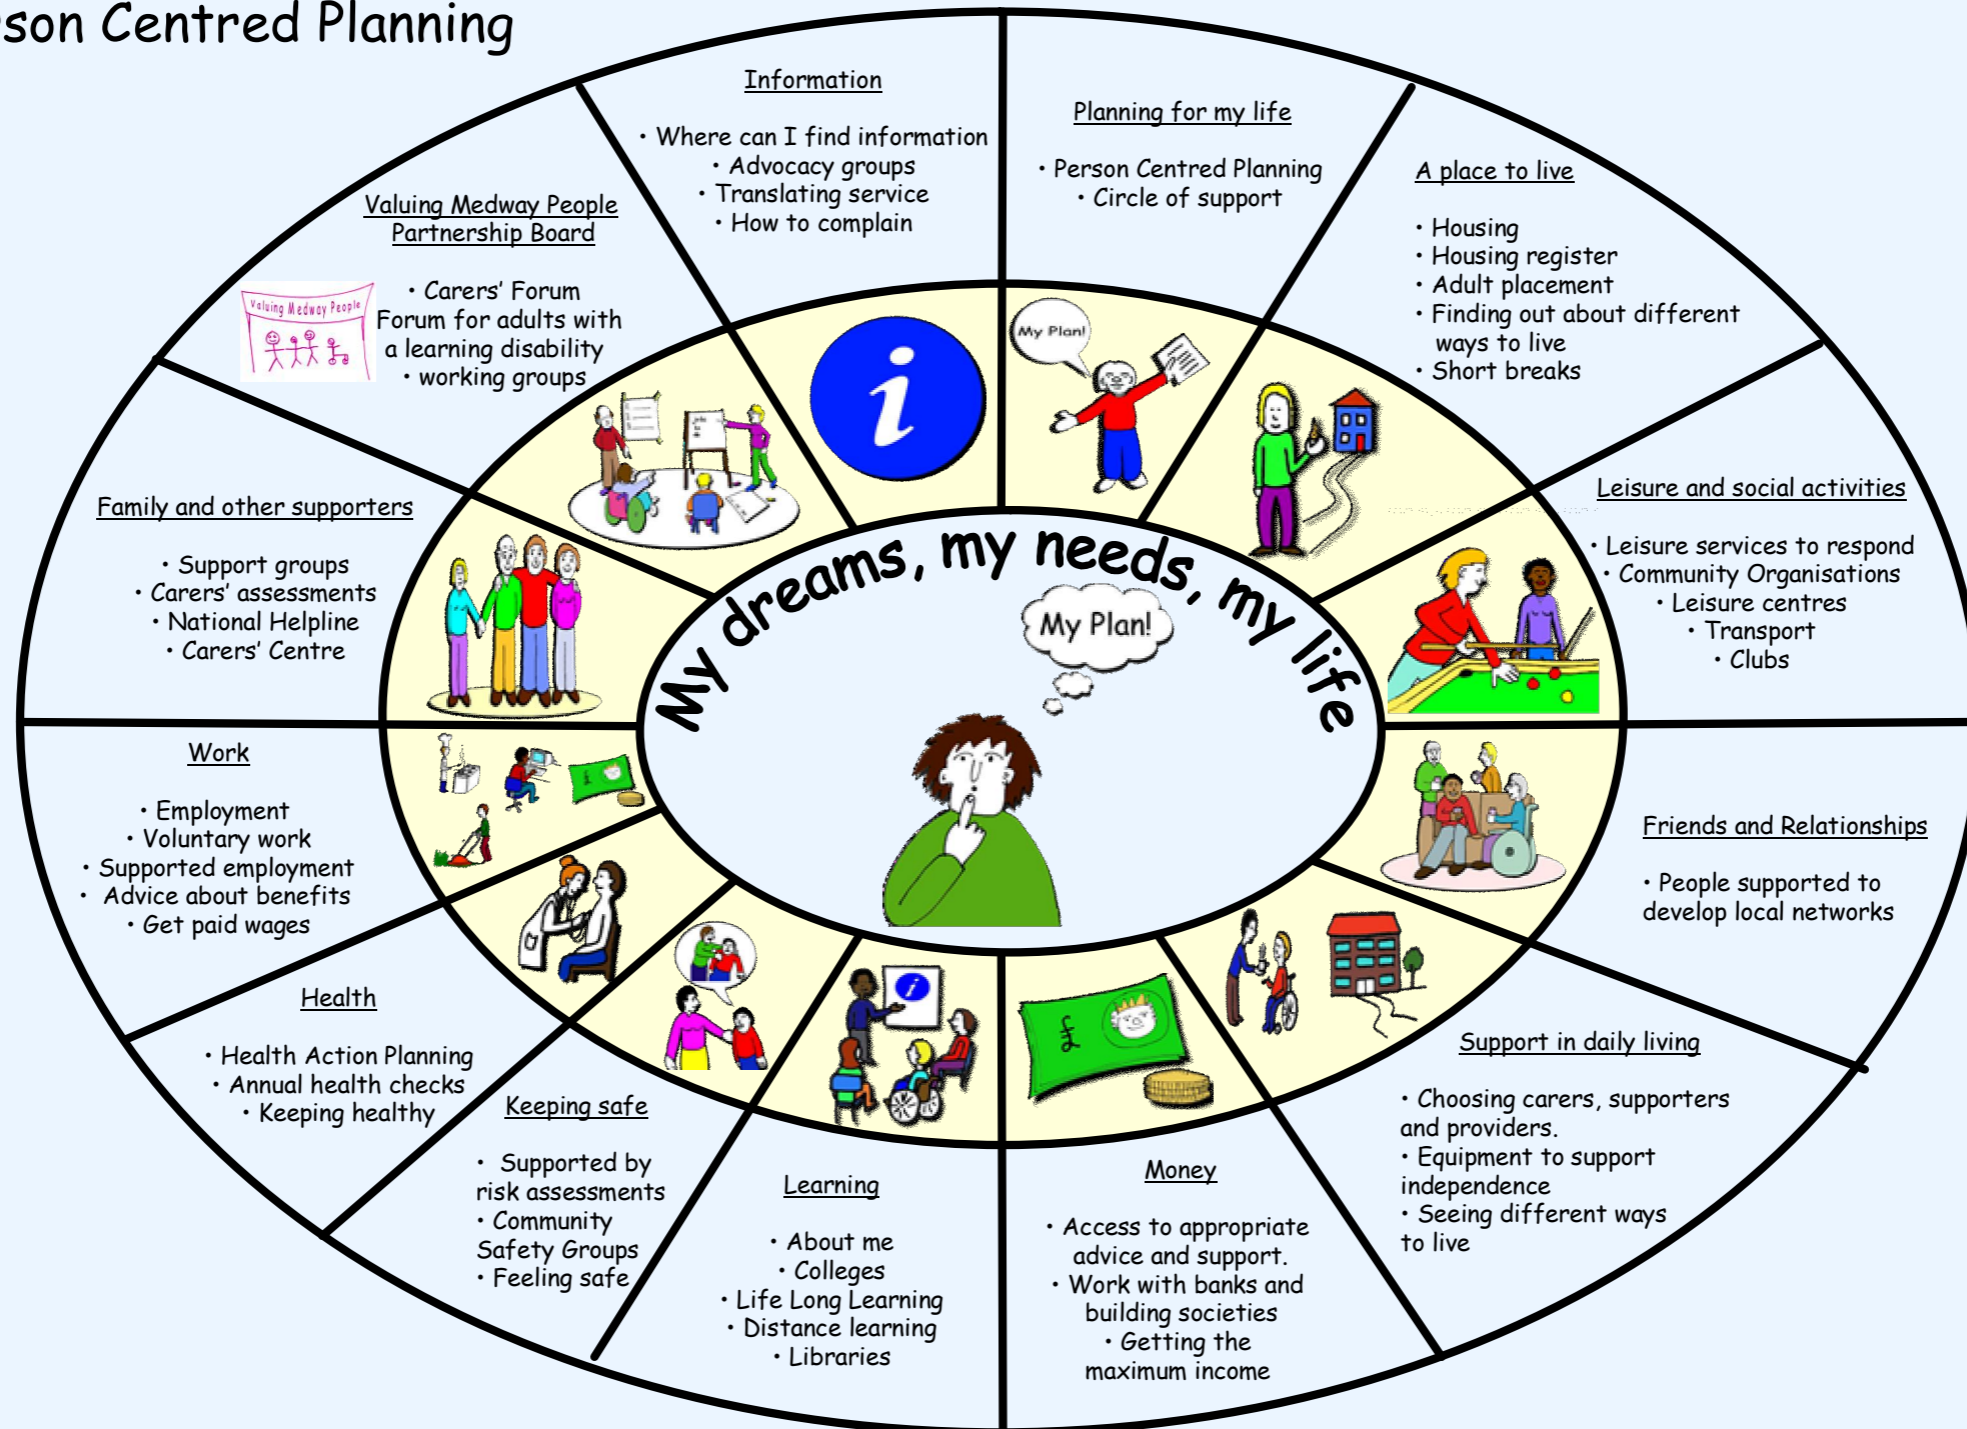 son Centred Planning
Information
• Where can I find information
• Advocacy groups
• Translating service
• How to complain
Planning for my life
• Person Centred Planning
• Circle of support
A place to live
• Housing
• Housing register
• Adult placement
• Finding out about different
ways to live
• Short breaks
Leisure and social activities
• Leisure services to respond
• Community Organisations
• Leisure centres
• Transport
• Clubs
Friends and Relationships
• People supported to
develop local networks
Support in daily living
• Choosing carers, supporters
and providers.
• Equipment to support
independence
• Seeing different ways
to live
Money
• Access to appropriate
advice and support.
• Work with banks and
building societies
• Getting the
maximum income
Learning
• About me
• Colleges
• Life Long Learning
• Distance learning
• Libraries
Keeping safe
• Supported by
risk assessments
• Community
Safety Groups
• Feeling safe
Health
• Health Action Planning
• Annual health checks
• Keeping healthy
Work
• Employment
• Voluntary work
• Supported employment
• Advice about benefits
• Get paid wages
Family and other supporters
• Support groups
• Carers' assessments
• National Helpline
• Carers' Centre
Valuing Medway People
Partnership Board
• Carers' Forum
Forum for adults with
a learning disability
• working groups
Valuing Medway People
i
My Plan!
My dreams, my needs, my life
My Plan!
i
£
£